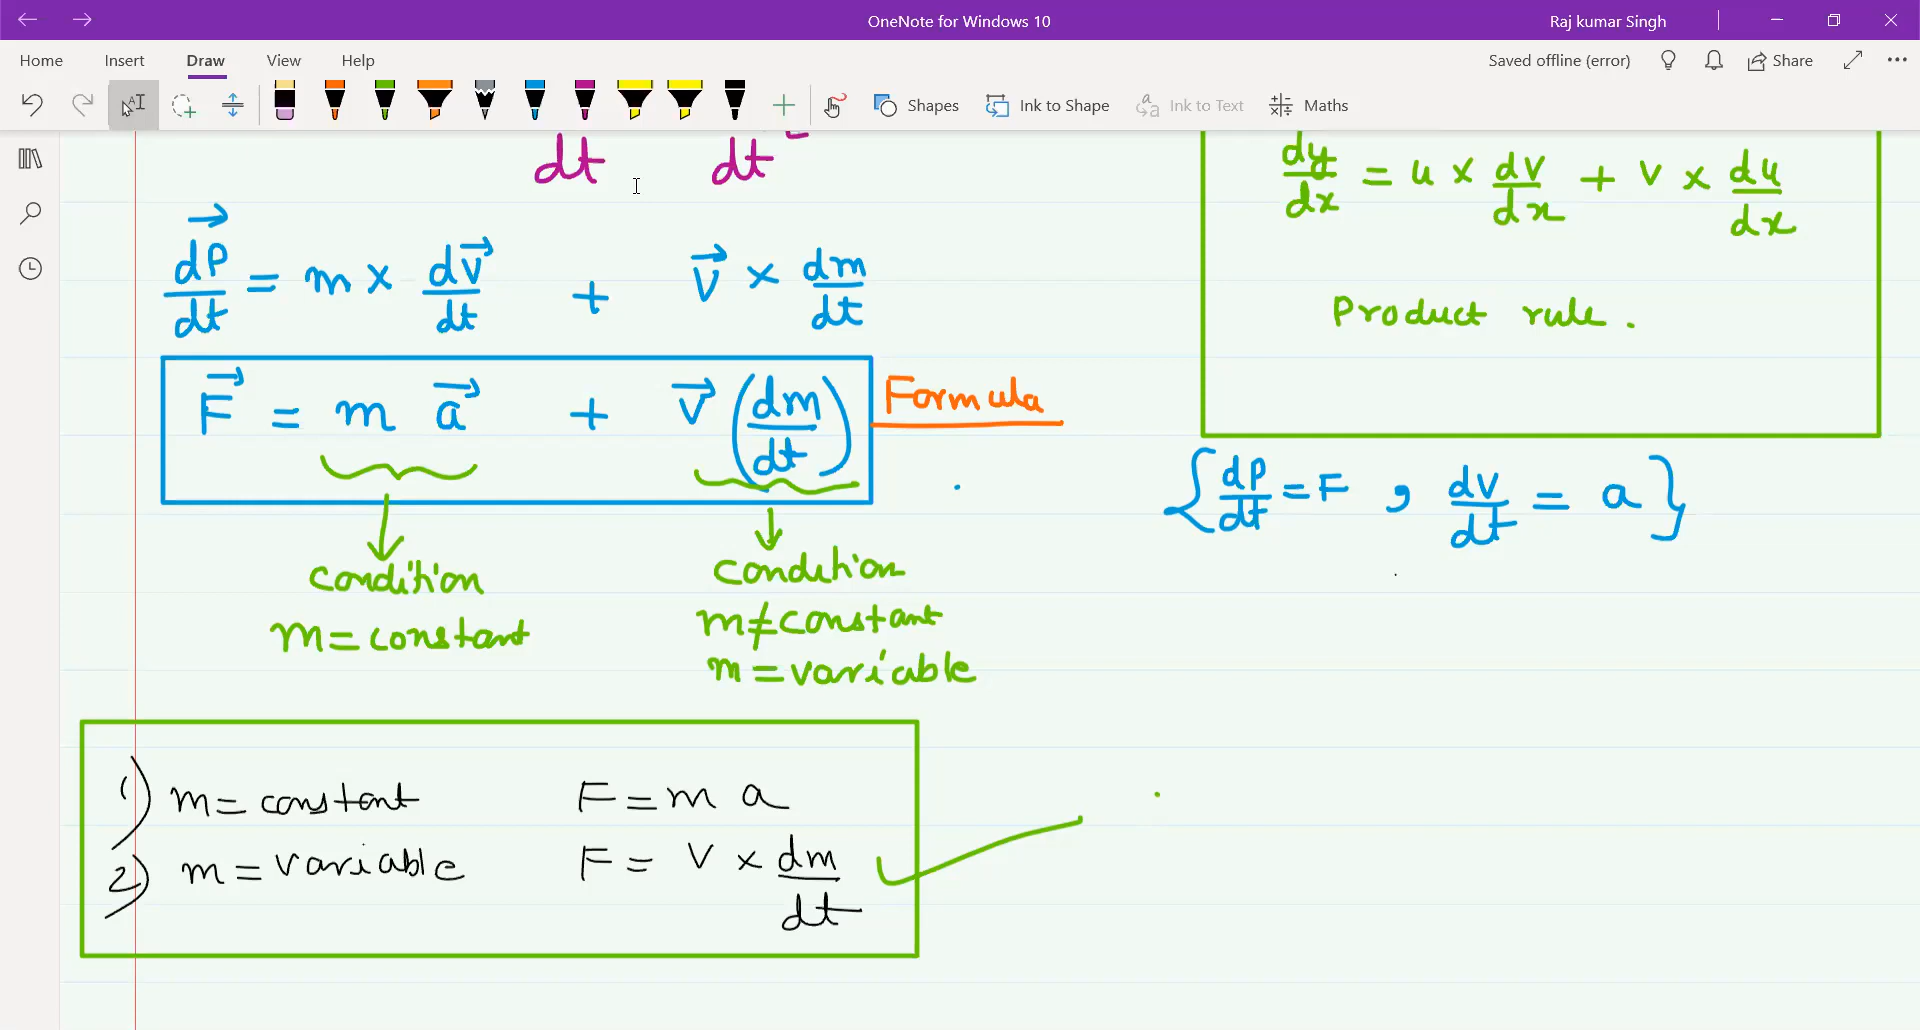 OneNote for Windows 10
Raj kumar Singh
Home Insert Draw View Help
Saved offline (error) Share
Shapes Ink to Shape Ink to Text Maths
dt dt²
dy/dx = u × dv/dx + v × du/dx
Product rule.
dP⃗/dt = m × dv⃗/dt + v⃗ × dm/dt
F⃗ = m a⃗ + v⃗ (dm/dt) Formula
{dP/dt = F , dv/dt = a}
condition
m = constant
condition
m ≠ constant
m = variable
1) m = constant F = m a
2) m = variable F = v × dm/dt